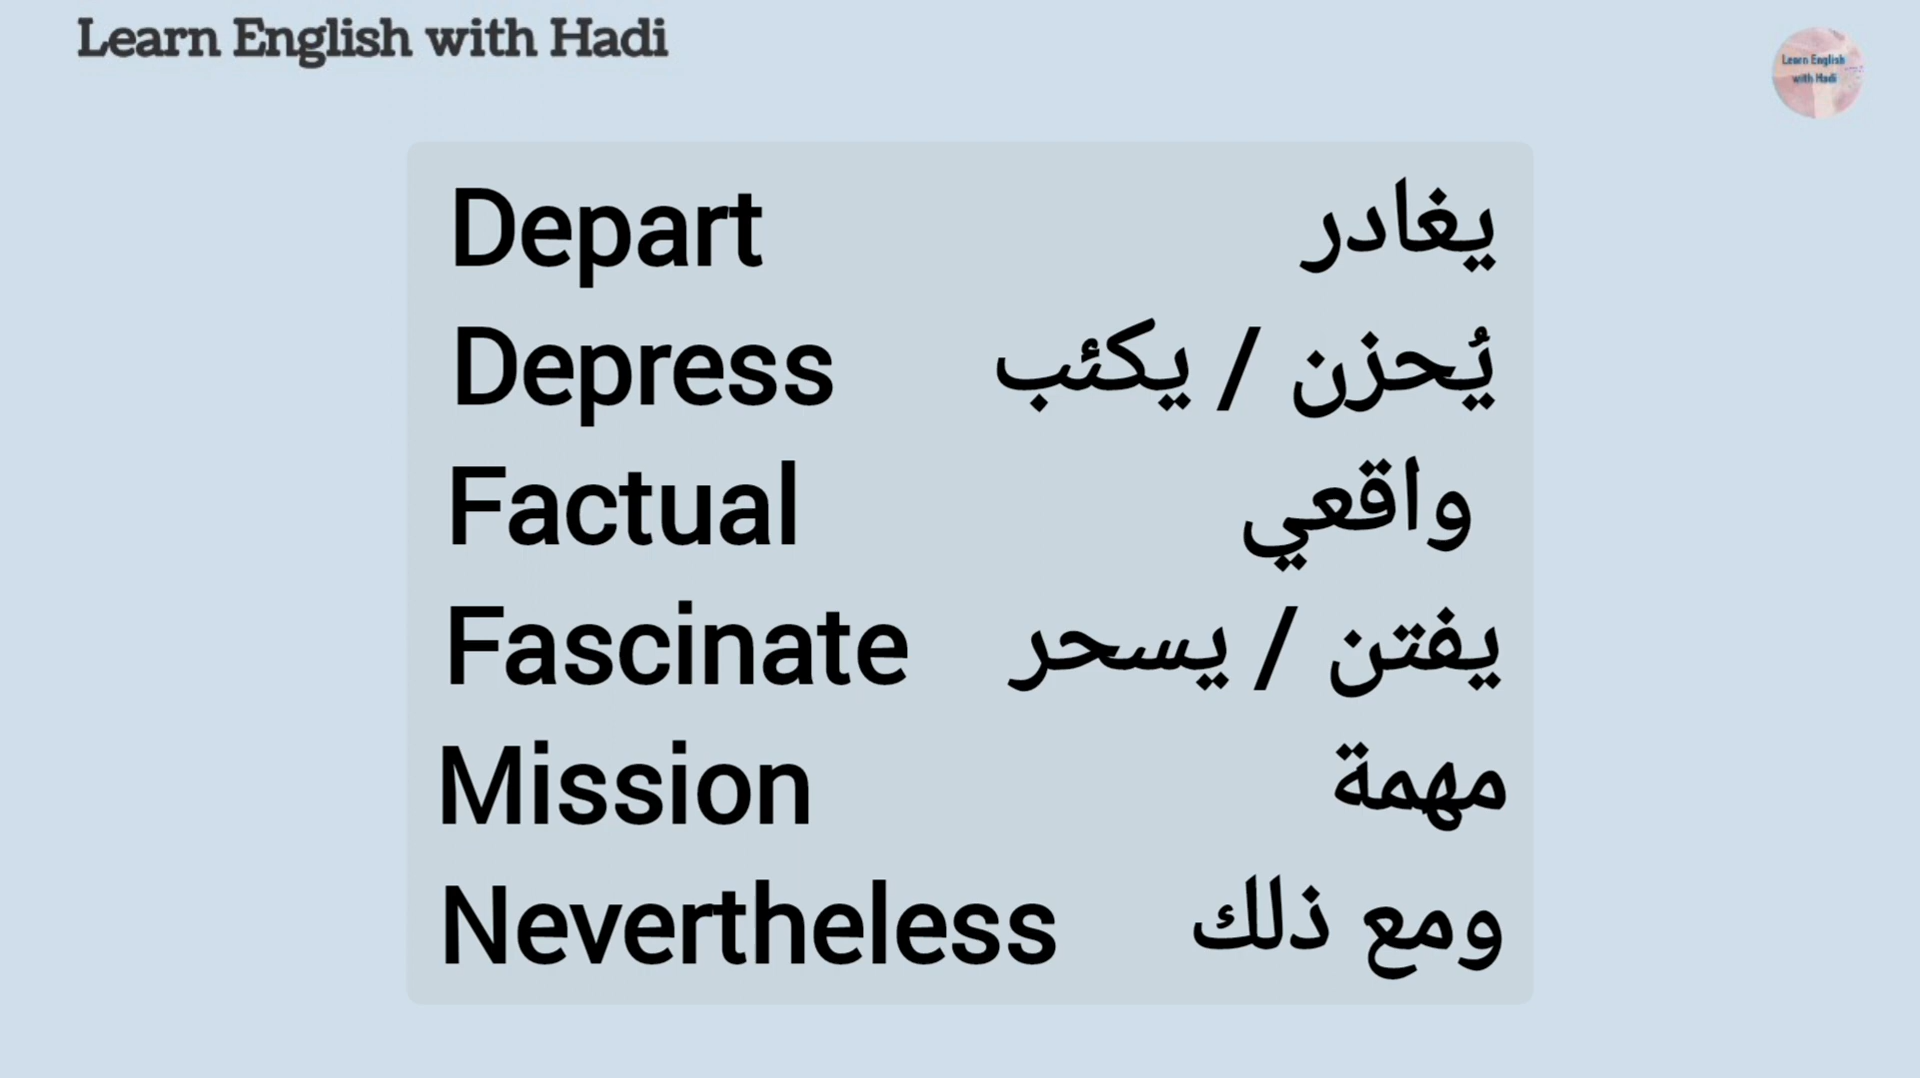 Learn English with Hadi
Learn English
with Hadi
Depart يغادر
Depress يُحزن / يكئب
Factual واقعي
Fascinate يفتن / يسحر
Mission مهمة
Nevertheless ومع ذلك